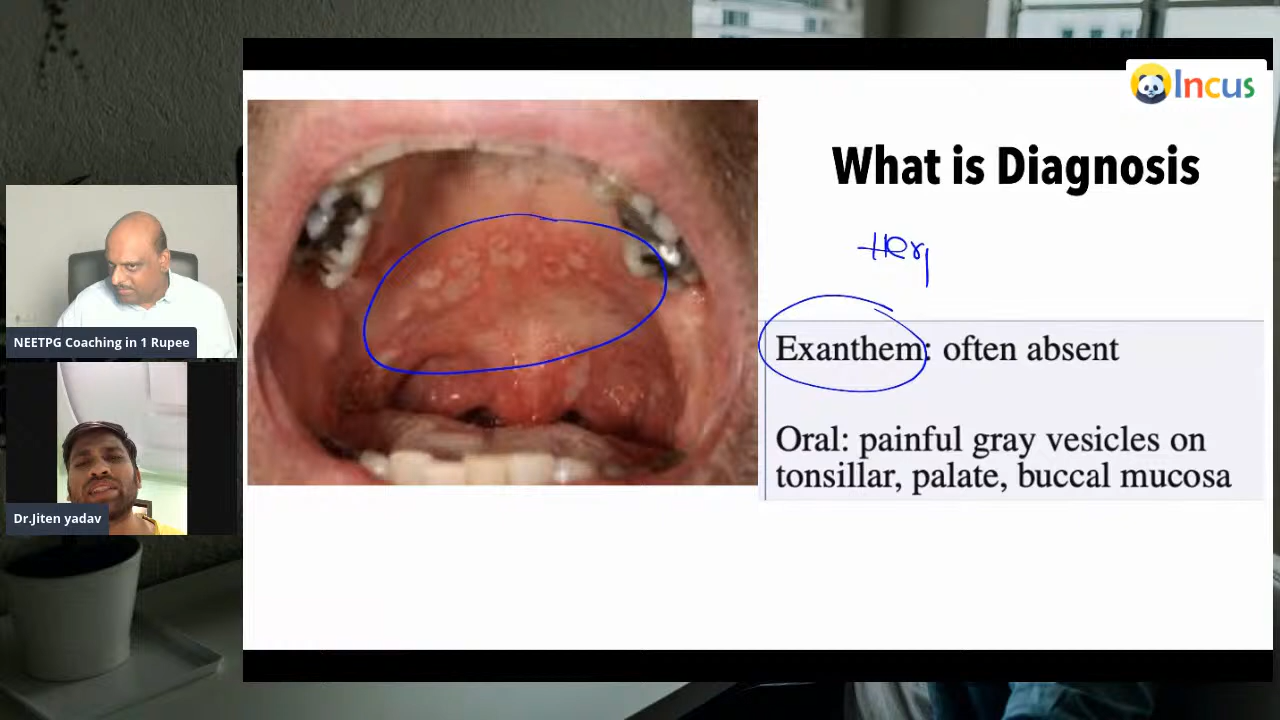 Incus
What is Diagnosis
Her
Exanthem: often absent
Oral: painful gray vesicles on
tonsillar, palate, buccal mucosa
NEETPG Coaching in 1 Rupee
Dr.Jiten yadav